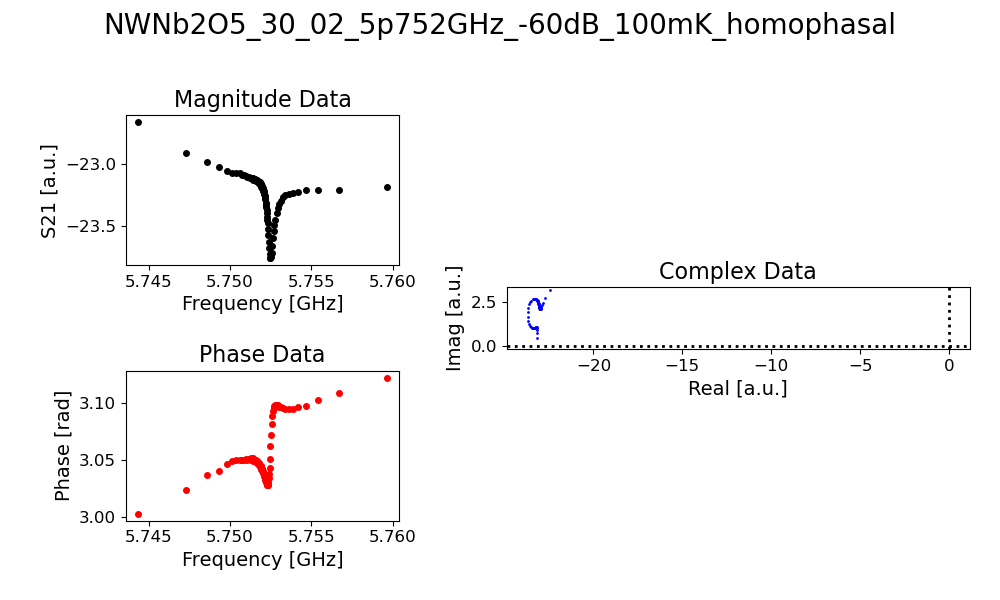 NWNb2O5_30_02_5p752GHz_-60dB_100mK_homophasal
Magnitude Data
S21 [a.u.]
−23.0
−23.5
5.745 5.750 5.755 5.760
Frequency [GHz]
Phase Data
Phase [rad]
3.10
3.05
3.00
5.745 5.750 5.755 5.760
Frequency [GHz]
Complex Data
Imag [a.u.]
2.5
0.0
−20 −15 −10 −5 0
Real [a.u.]